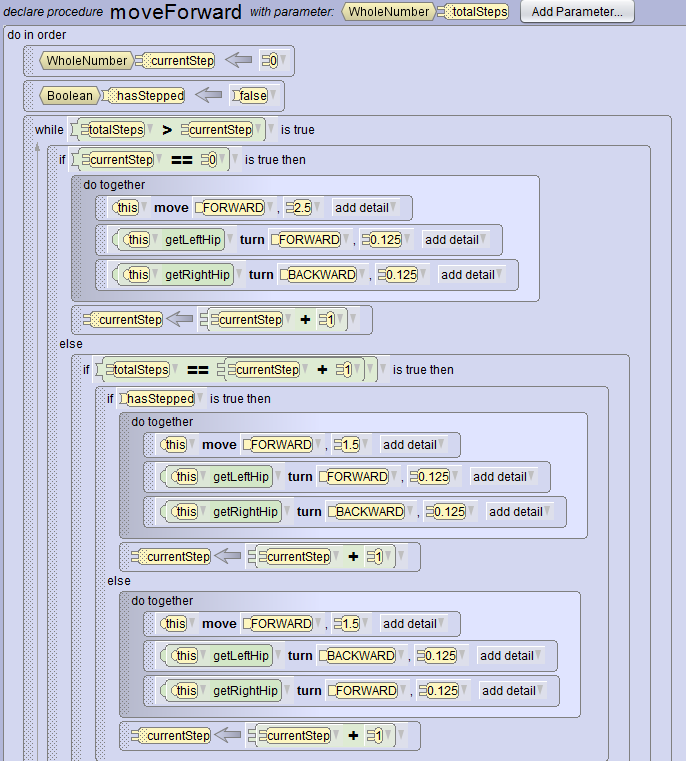 declare procedure moveForward with parameter: WholeNumber totalSteps Add Parameter...
do in order
WholeNumber currentStep 0
Boolean hasStepped false
while totalSteps > currentStep is true
if currentStep == 0 is true then
do together
this move FORWARD , 2.5 add detail
this getLeftHip turn FORWARD , 0.125 add detail
this getRightHip turn BACKWARD , 0.125 add detail
currentStep currentStep + 1
else
if totalSteps == currentStep + 1 is true then
if hasStepped is true then
do together
this move FORWARD , 1.5 add detail
this getLeftHip turn FORWARD , 0.125 add detail
this getRightHip turn BACKWARD , 0.125 add detail
currentStep currentStep + 1
else
do together
this move FORWARD , 1.5 add detail
this getLeftHip turn BACKWARD , 0.125 add detail
this getRightHip turn FORWARD , 0.125 add detail
currentStep currentStep + 1